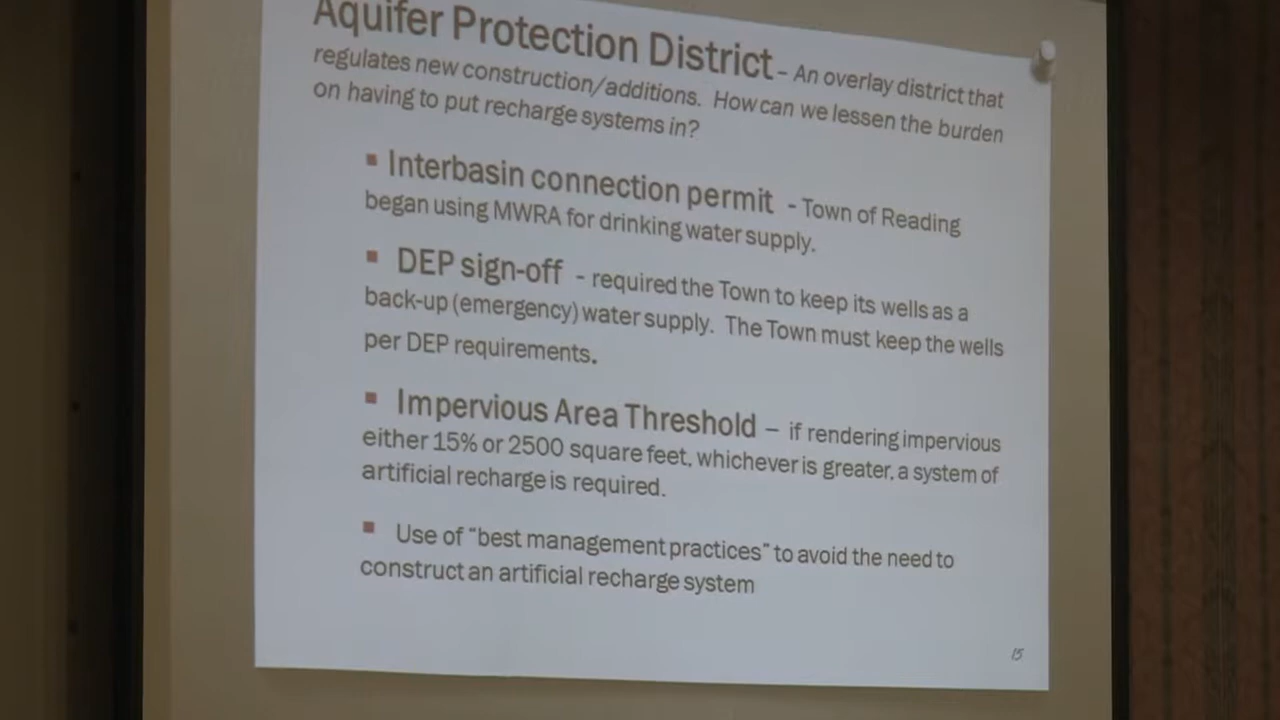 Aquifer Protection District – An overlay district that
regulates new construction/additions. How can we lessen the burden
on having to put recharge systems in?
▪ Interbasin connection permit - Town of Reading
began using MWRA for drinking water supply.
▪ DEP sign-off - required the Town to keep its wells as a
back-up (emergency) water supply. The Town must keep the wells
per DEP requirements.
▪ Impervious Area Threshold – if rendering impervious
either 15% or 2500 square feet, whichever is greater, a system of
artificial recharge is required.
▪ Use of “best management practices” to avoid the need to
construct an artificial recharge system
15